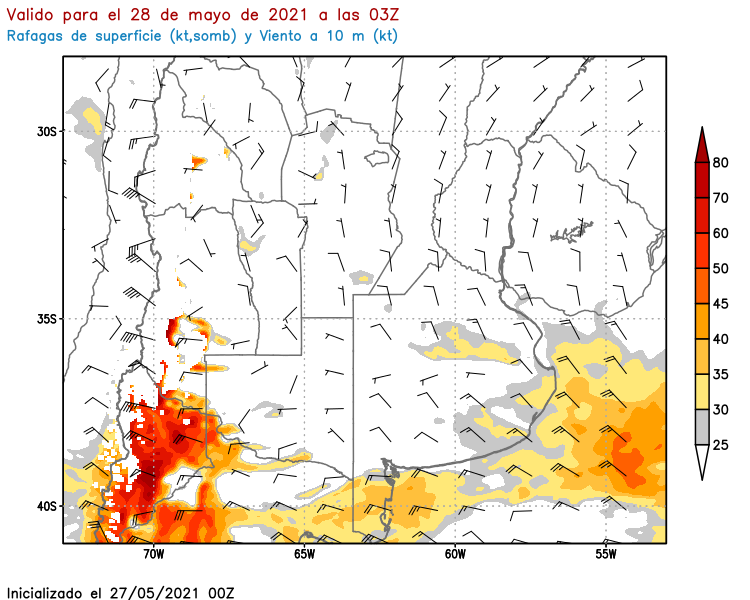 Valido para el 28 de mayo de 2021 a las 03Z
Rafagas de superficie (kt,somb) y Viento a 10 m (kt)
30S
35S
40S
70W
65W
60W
55W
80
70
60
50
45
40
35
30
25
Inicializado el 27/05/2021 00Z